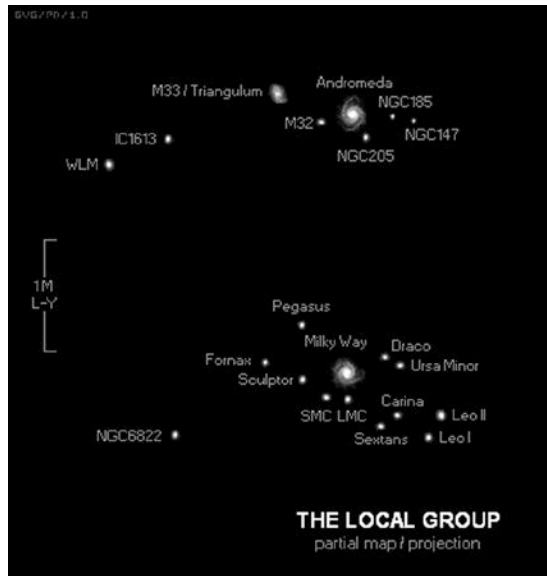 GVG/PD/1.0
Andromeda
M33 / Triangulum
NGC185
M32
NGC147
IC1613
NGC205
WLM
1M
L-Y
Pegasus
Milky Way
Draco
Fornax
Ursa Minor
Sculptor
Carina
SMC LMC
Leo II
NGC6822
Sextans
Leo I
THE LOCAL GROUP
partial map / projection